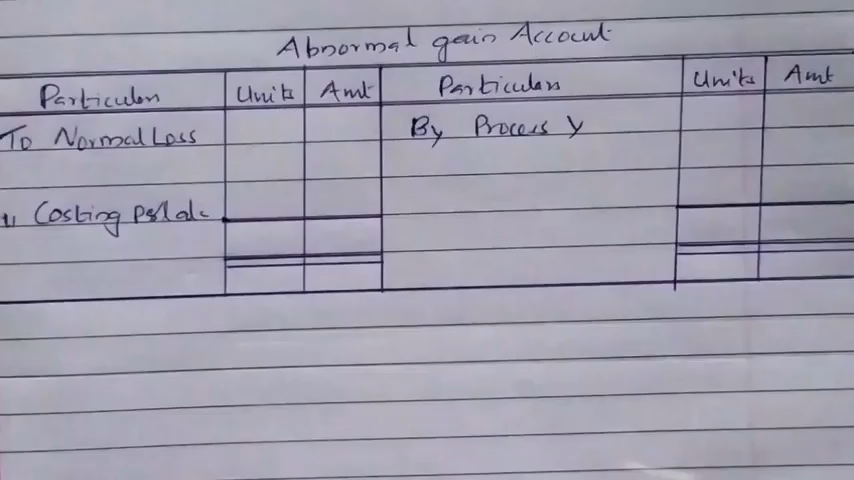 Abnormal gain Account
Particulars Units Amt Particulars Units Amt
To Normal Loss By Process Y
" Costing P&L a/c